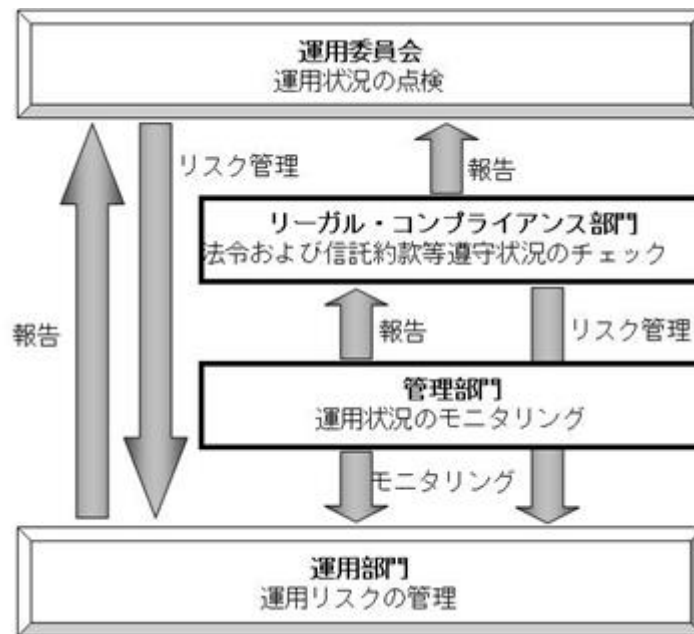 運用委員会
運用状況の点検
リスク管理
報告
リーガル・コンプライアンス部門
法令および信託約款等遵守状況のチェック
報告
報告
リスク管理
管理部門
運用状況のモニタリング
モニタリング
運用部門
運用リスクの管理